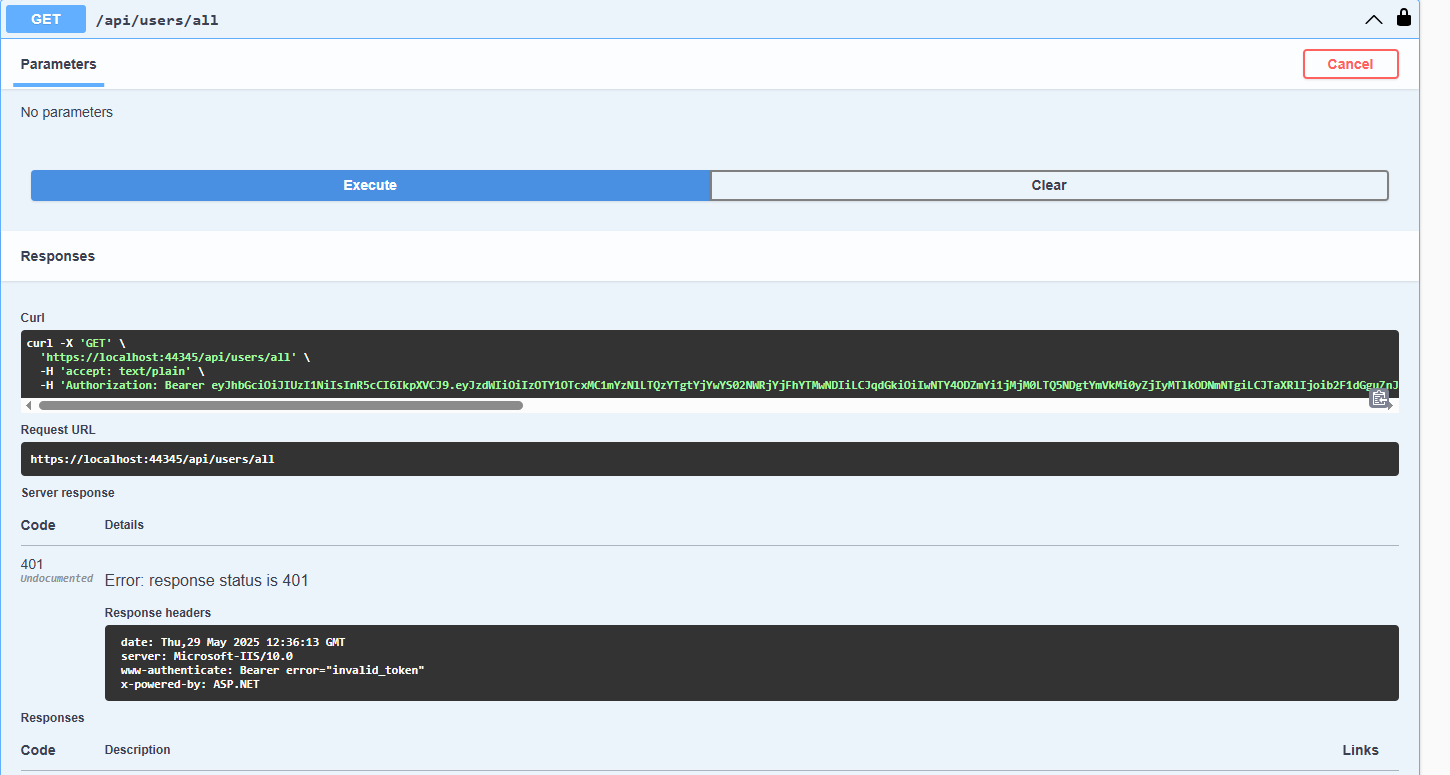 GET /api/users/all
Parameters
Cancel
No parameters
Execute
Clear
Responses
Curl
curl -X 'GET' \
'https://localhost:44345/api/users/all' \
-H 'accept: text/plain' \
-H 'Authorization: Bearer
Request URL
https://localhost:44345/api/users/all
Server response
Code Details
401
Undocumented
Error: response status is 401
Response headers
date: Thu,29 May 2025 12:36:13 GMT
server: Microsoft-IIS/10.0
www-authenticate: Bearer error="invalid_token"
x-powered-by: ASP.NET
Responses
Code Description Links